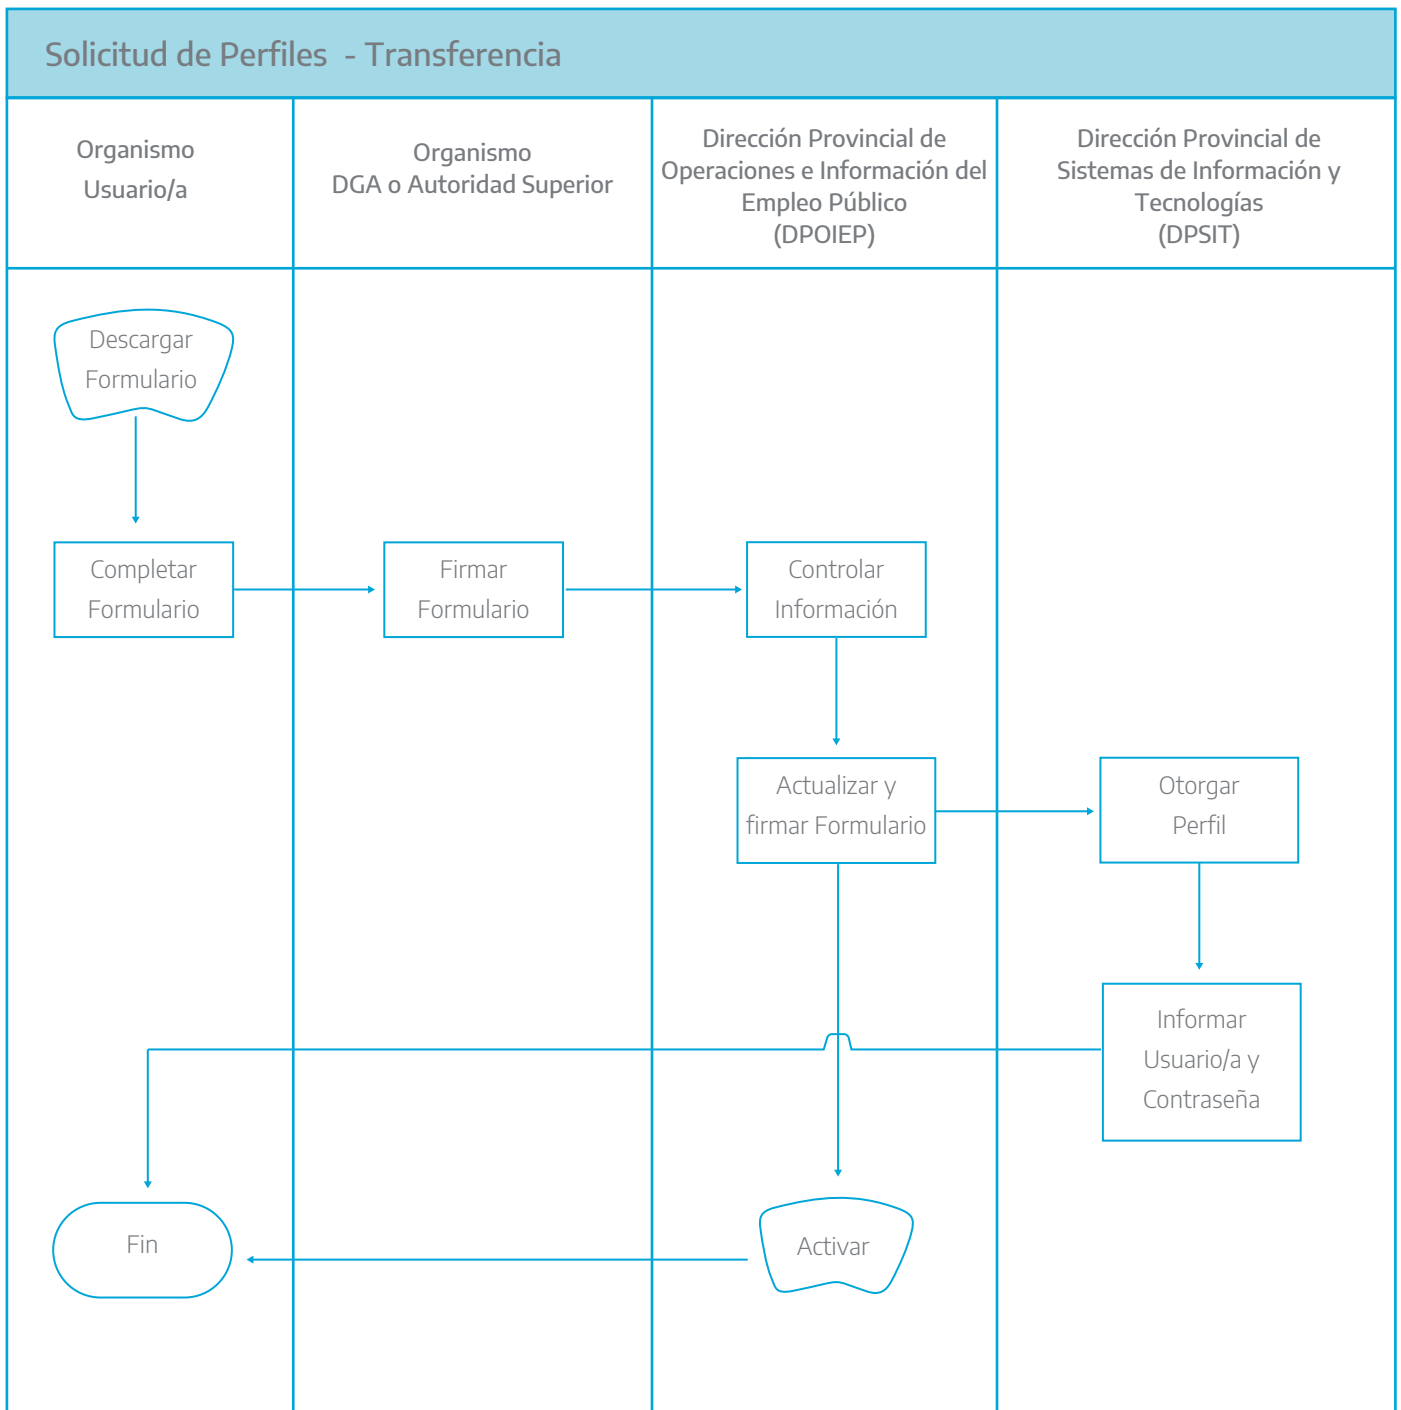 Solicitud de Perfiles - Transferencia
Organismo
Usuario/a
Organismo
DGA o Autoridad Superior
Dirección Provincial de
Operaciones e Información del
Empleo Público
(DPOIEP)
Dirección Provincial de
Sistemas de Información y
Tecnologías
(DPSIT)
Descargar
Formulario
Completar
Formulario
Firmar
Formulario
Controlar
Información
Actualizar y
firmar Formulario
Otorgar
Perfil
Informar
Usuario/a y
Contraseña
Fin
Activar